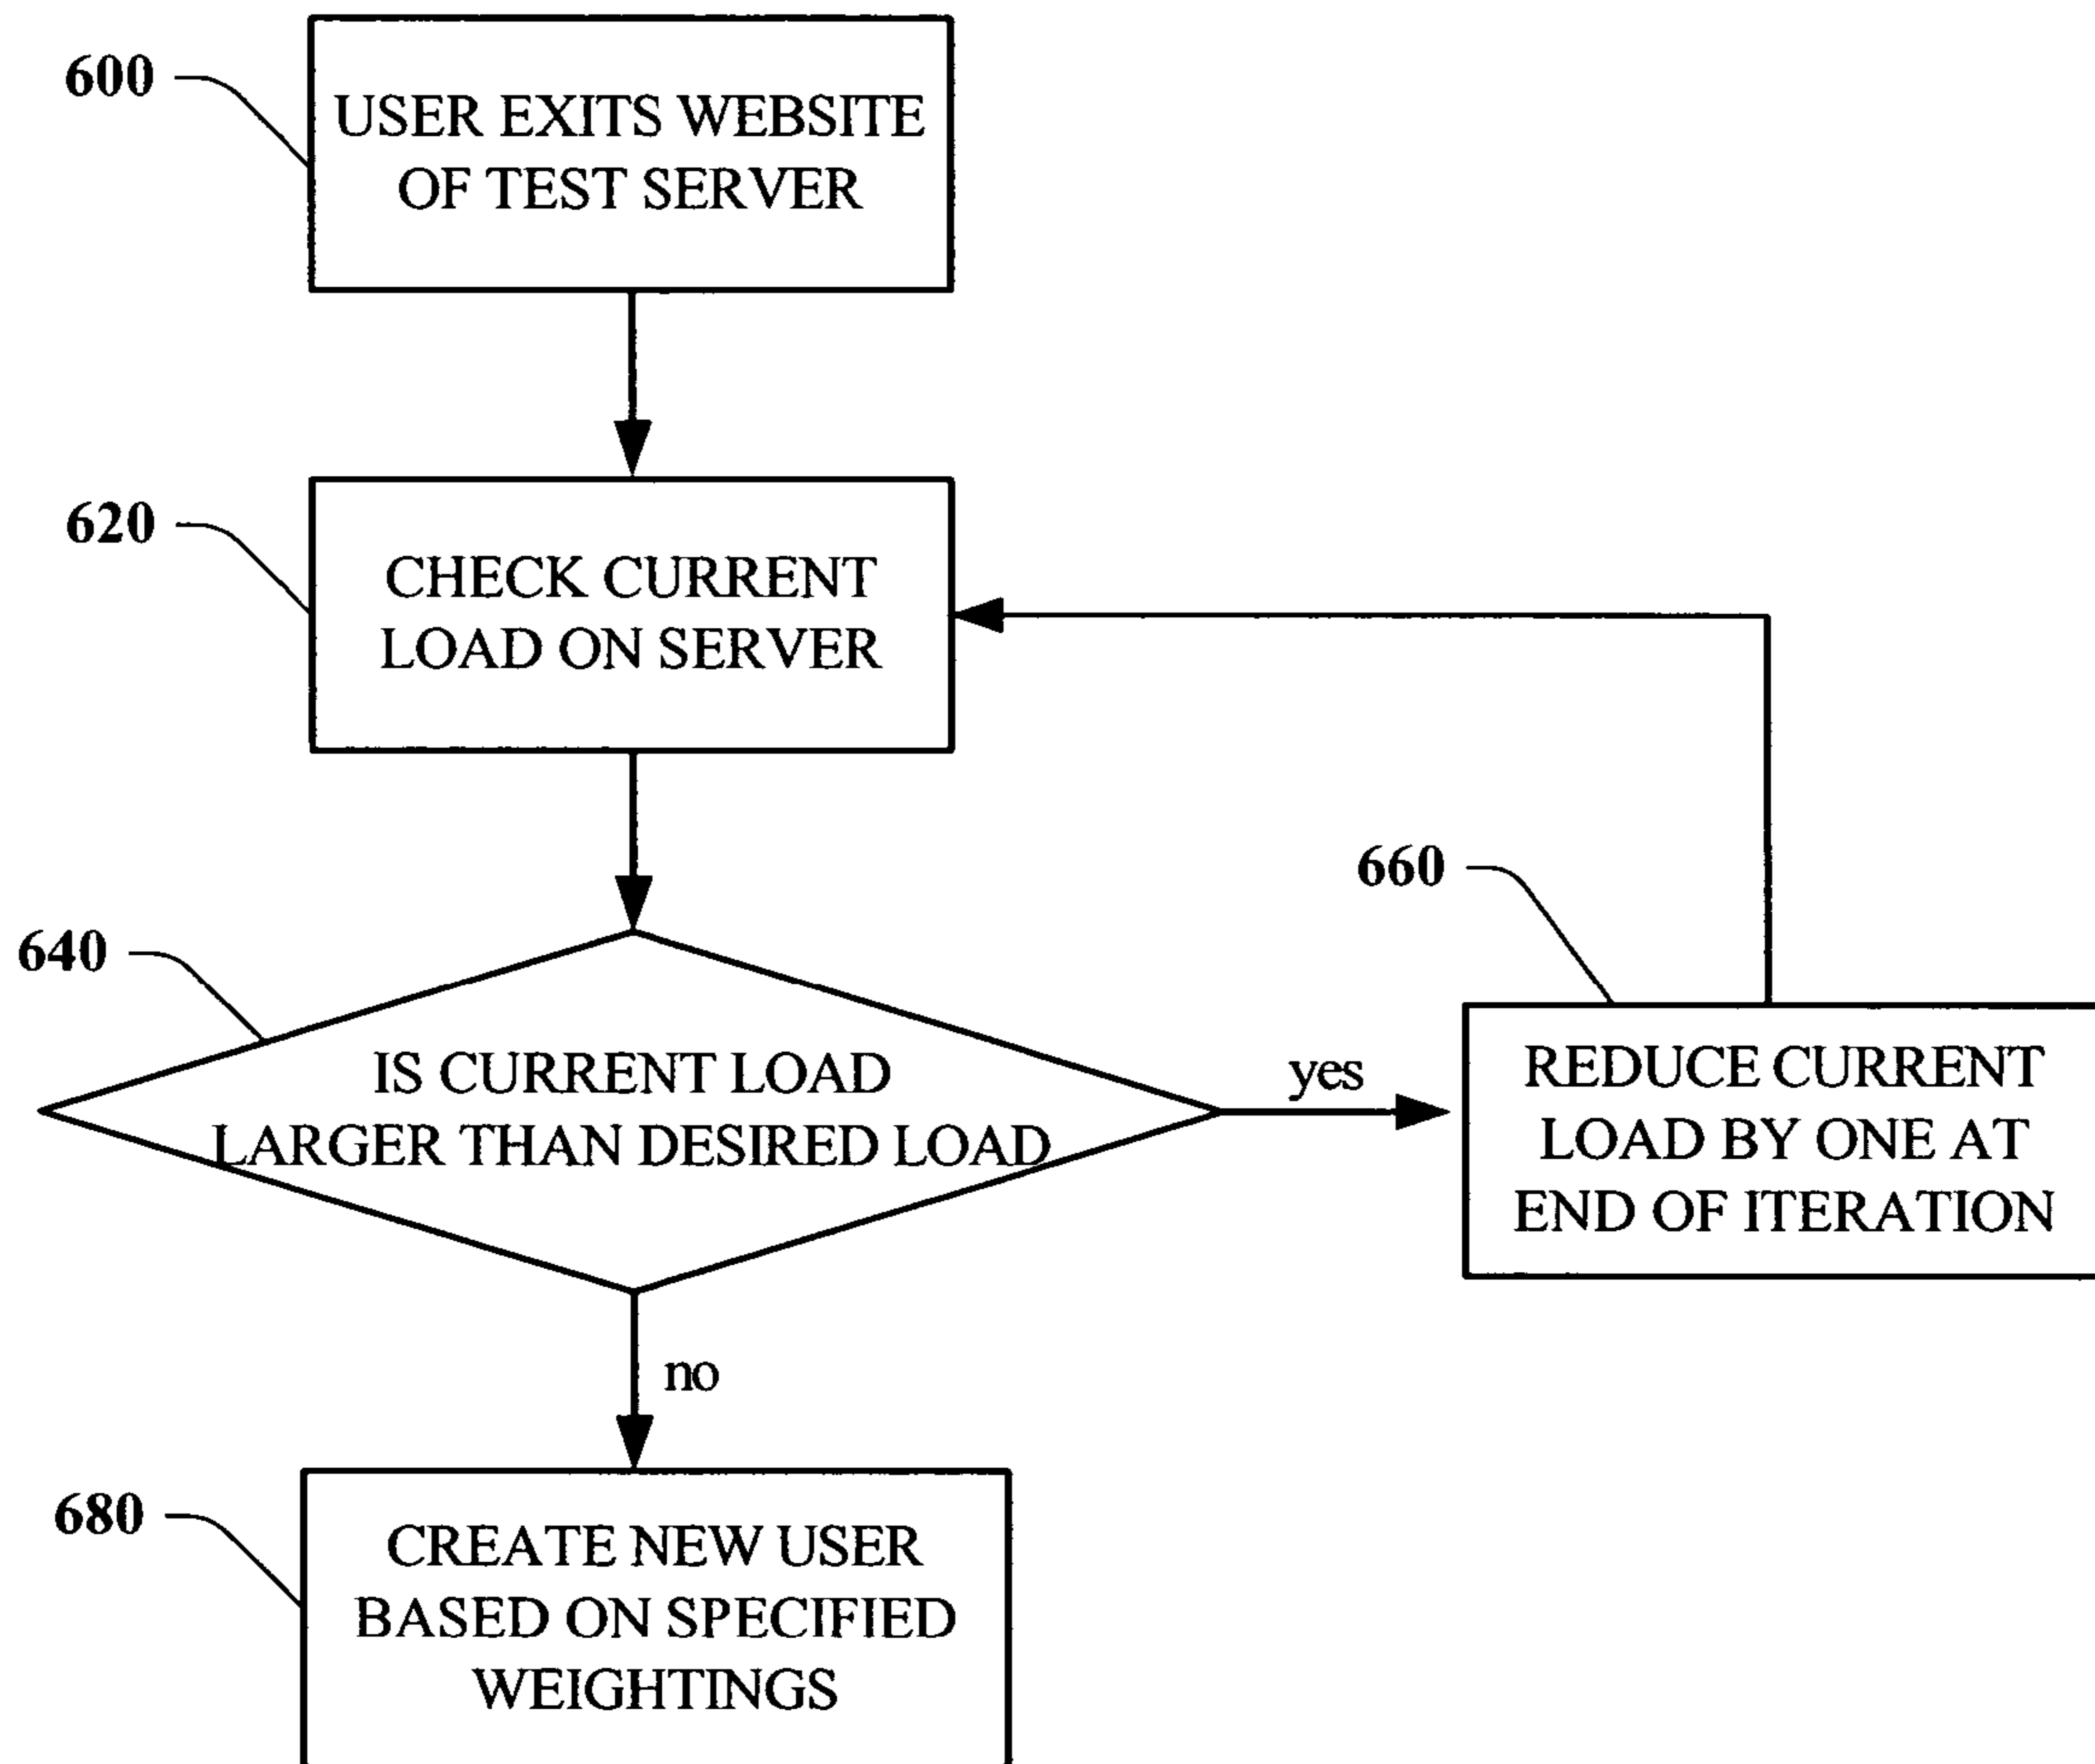 600
USER EXITS WEBSITE
OF TEST SERVER
620
CHECK CURRENT
LOAD ON SERVER
640
IS CURRENT LOAD
LARGER THAN DESIRED LOAD
yes
660
REDUCE CURRENT
LOAD BY ONE AT
END OF ITERATION
no
680
CREATE NEW USER
BASED ON SPECIFIED
WEIGHTINGS